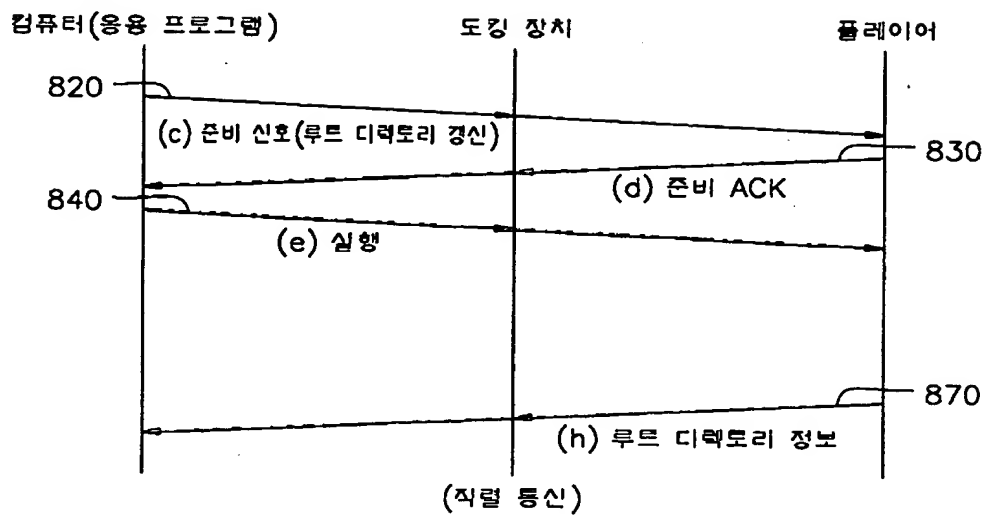 컴퓨터(응용 프로그램) 도킹 장치 플레이어
820
(c) 준비 신호(루트 디렉토리 갱신)
830
(d) 준비 ACK
840
(e) 실행
870
(h) 루트 디렉토리 정보
(직렬 통신)